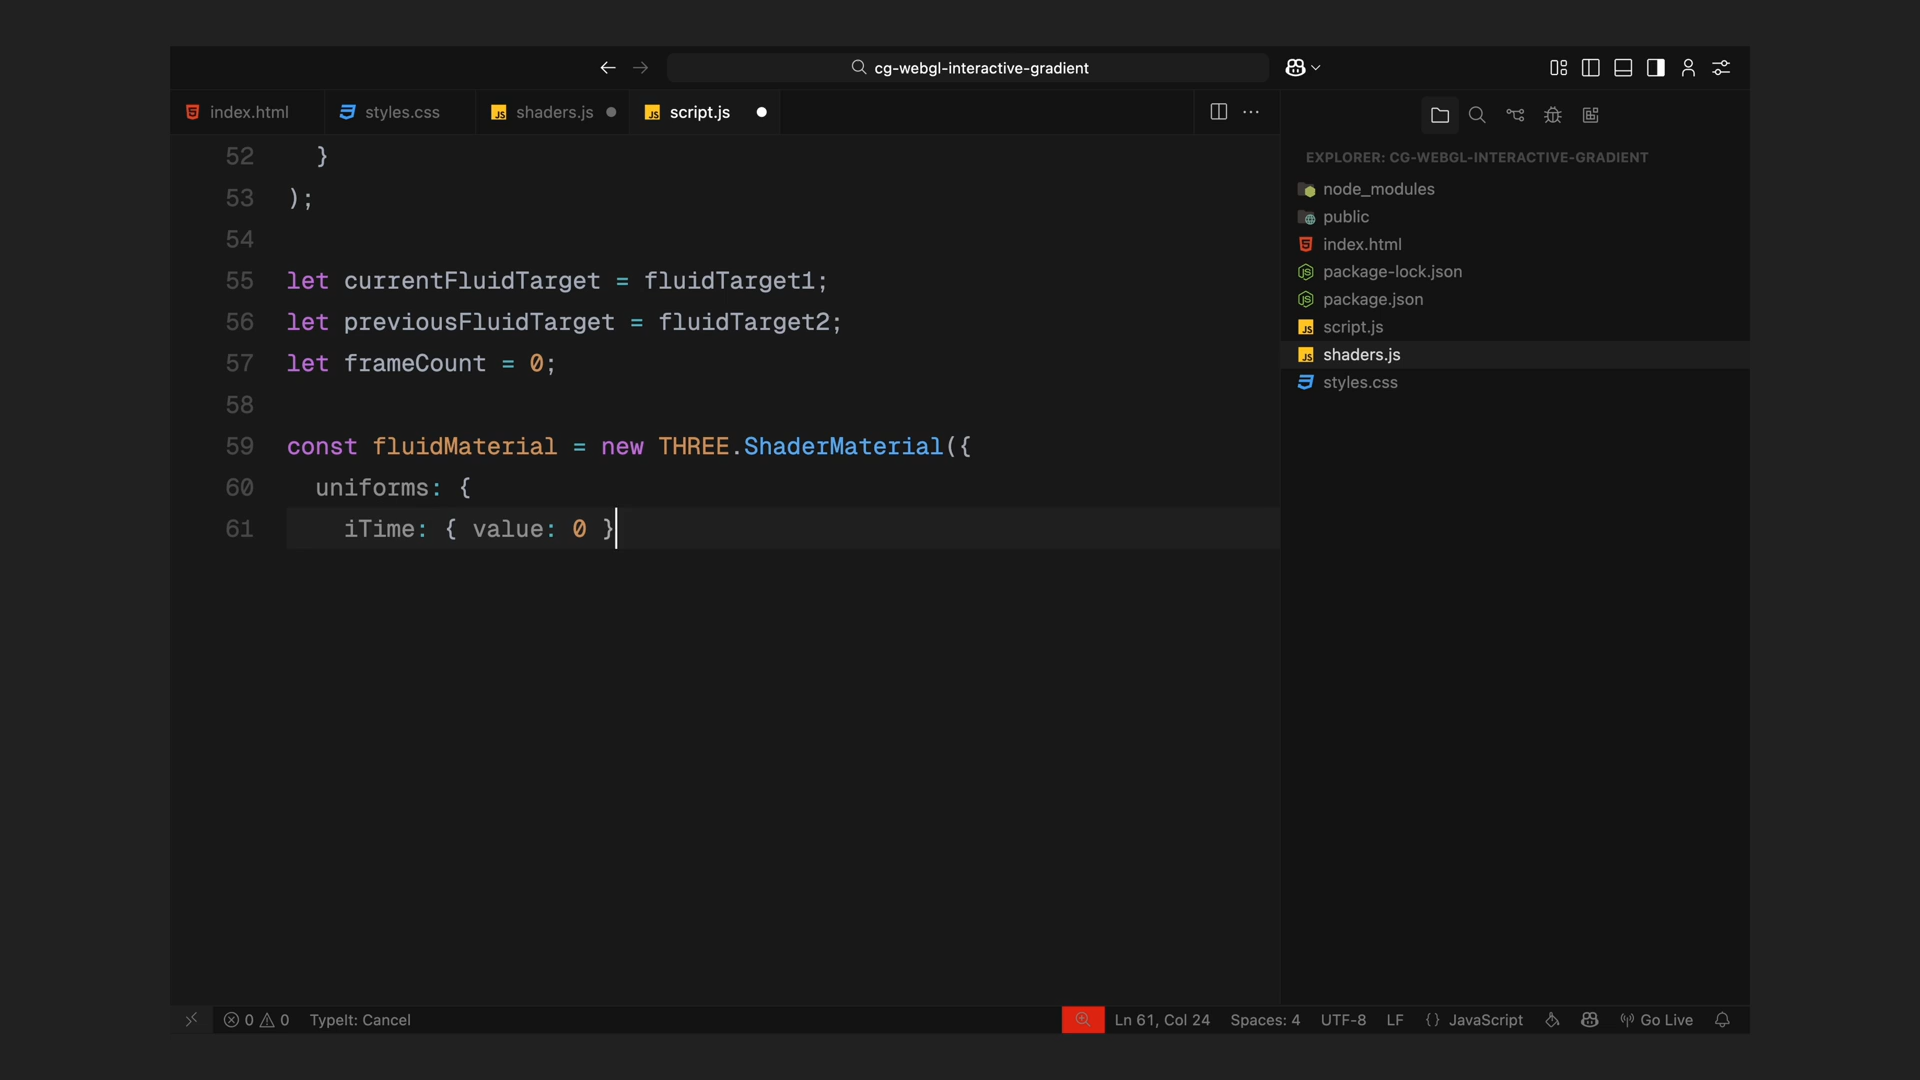 cg-webgl-interactive-gradient
index.html
styles.css
shaders.js
script.js
52 }
53 );
54
55 let currentFluidTarget = fluidTarget1;
56 let previousFluidTarget = fluidTarget2;
57 let frameCount = 0;
58
59 const fluidMaterial = new THREE.ShaderMaterial({
60 uniforms: {
61 iTime: { value: 0 }
EXPLORER: CG-WEBGL-INTERACTIVE-GRADIENT
node_modules
public
index.html
package-lock.json
package.json
script.js
shaders.js
styles.css
0 0 TypeIt: Cancel
Ln 61, Col 24 Spaces: 4 UTF-8 LF {} JavaScript Go Live